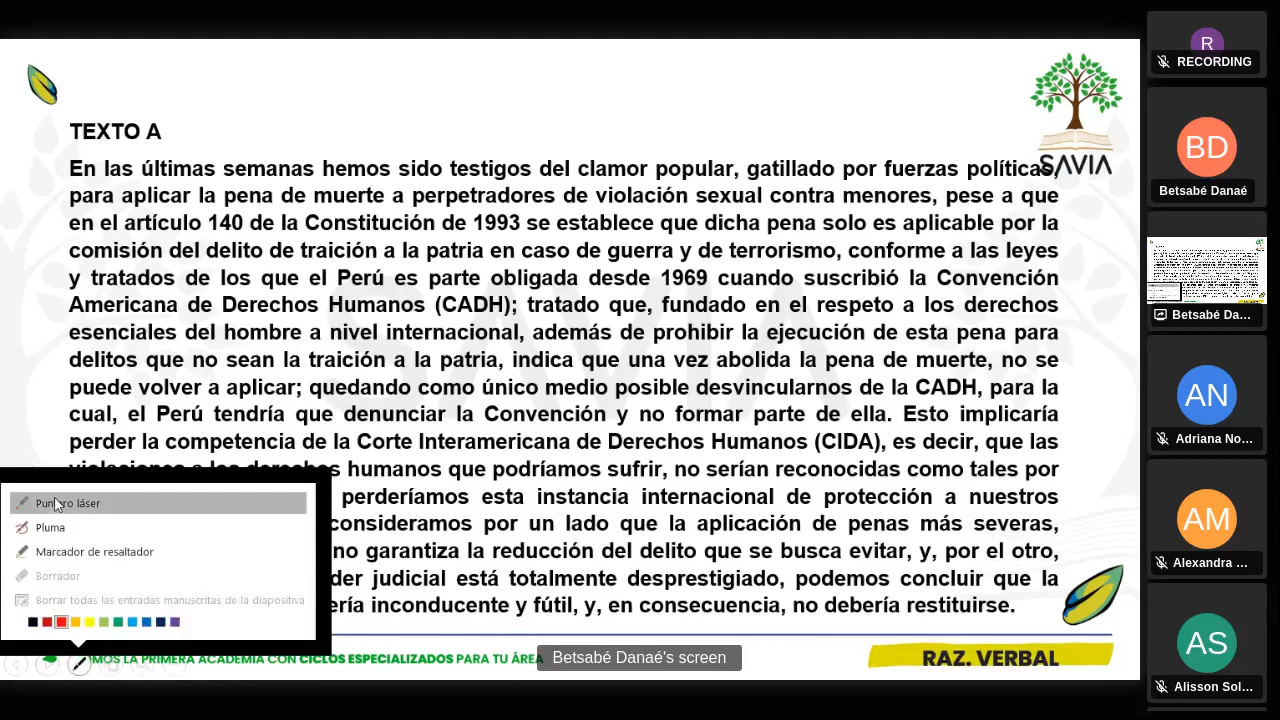 TEXTO A
SAVIA
En las últimas semanas hemos sido testigos del clamor popular, gatillado por fuerzas políticas,
para aplicar la pena de muerte a perpetradores de violación sexual contra menores, pese a que
en el artículo 140 de la Constitución de 1993 se establece que dicha pena solo es aplicable por la
comisión del delito de traición a la patria en caso de guerra y de terrorismo, conforme a las leyes
y tratados de los que el Perú es parte obligada desde 1969 cuando suscribió la Convención
Americana de Derechos Humanos (CADH); tratado que, fundado en el respeto a los derechos
esenciales del hombre a nivel internacional, además de prohibir la ejecución de esta pena para
delitos que no sean la traición a la patria, indica que una vez abolida la pena de muerte, no se
puede volver a aplicar; quedando como único medio posible desvincularnos de la CADH, para la
cual, el Perú tendría que denunciar la Convención y no formar parte de ella. Esto implicaría
perder la competencia de la Corte Interamericana de Derechos Humanos (CIDA), es decir, que las
violaciones a los derechos humanos que podríamos sufrir, no serían reconocidas como tales por
perderíamos esta instancia internacional de protección a nuestros
consideramos por un lado que la aplicación de penas más severas,
no garantiza la reducción del delito que se busca evitar, y, por el otro,
der judicial está totalmente desprestigiado, podemos concluir que la
ería inconducente y fútil, y, en consecuencia, no debería restituirse.
Puntero láser
Pluma
Marcador de resaltador
Borrador
Borrar todas las entradas manuscritas de la diapositiva
MOS LA PRIMERA ACADEMIA CON CICLOS ESPECIALIZADOS PARA TU ÁREA
Betsabé Danaé's screen
RAZ. VERBAL
R
RECORDING
BD
Betsabé Danaé
Betsabé Da...
AN
Adriana No...
AM
Alexandra ...
AS
Alisson Sol...